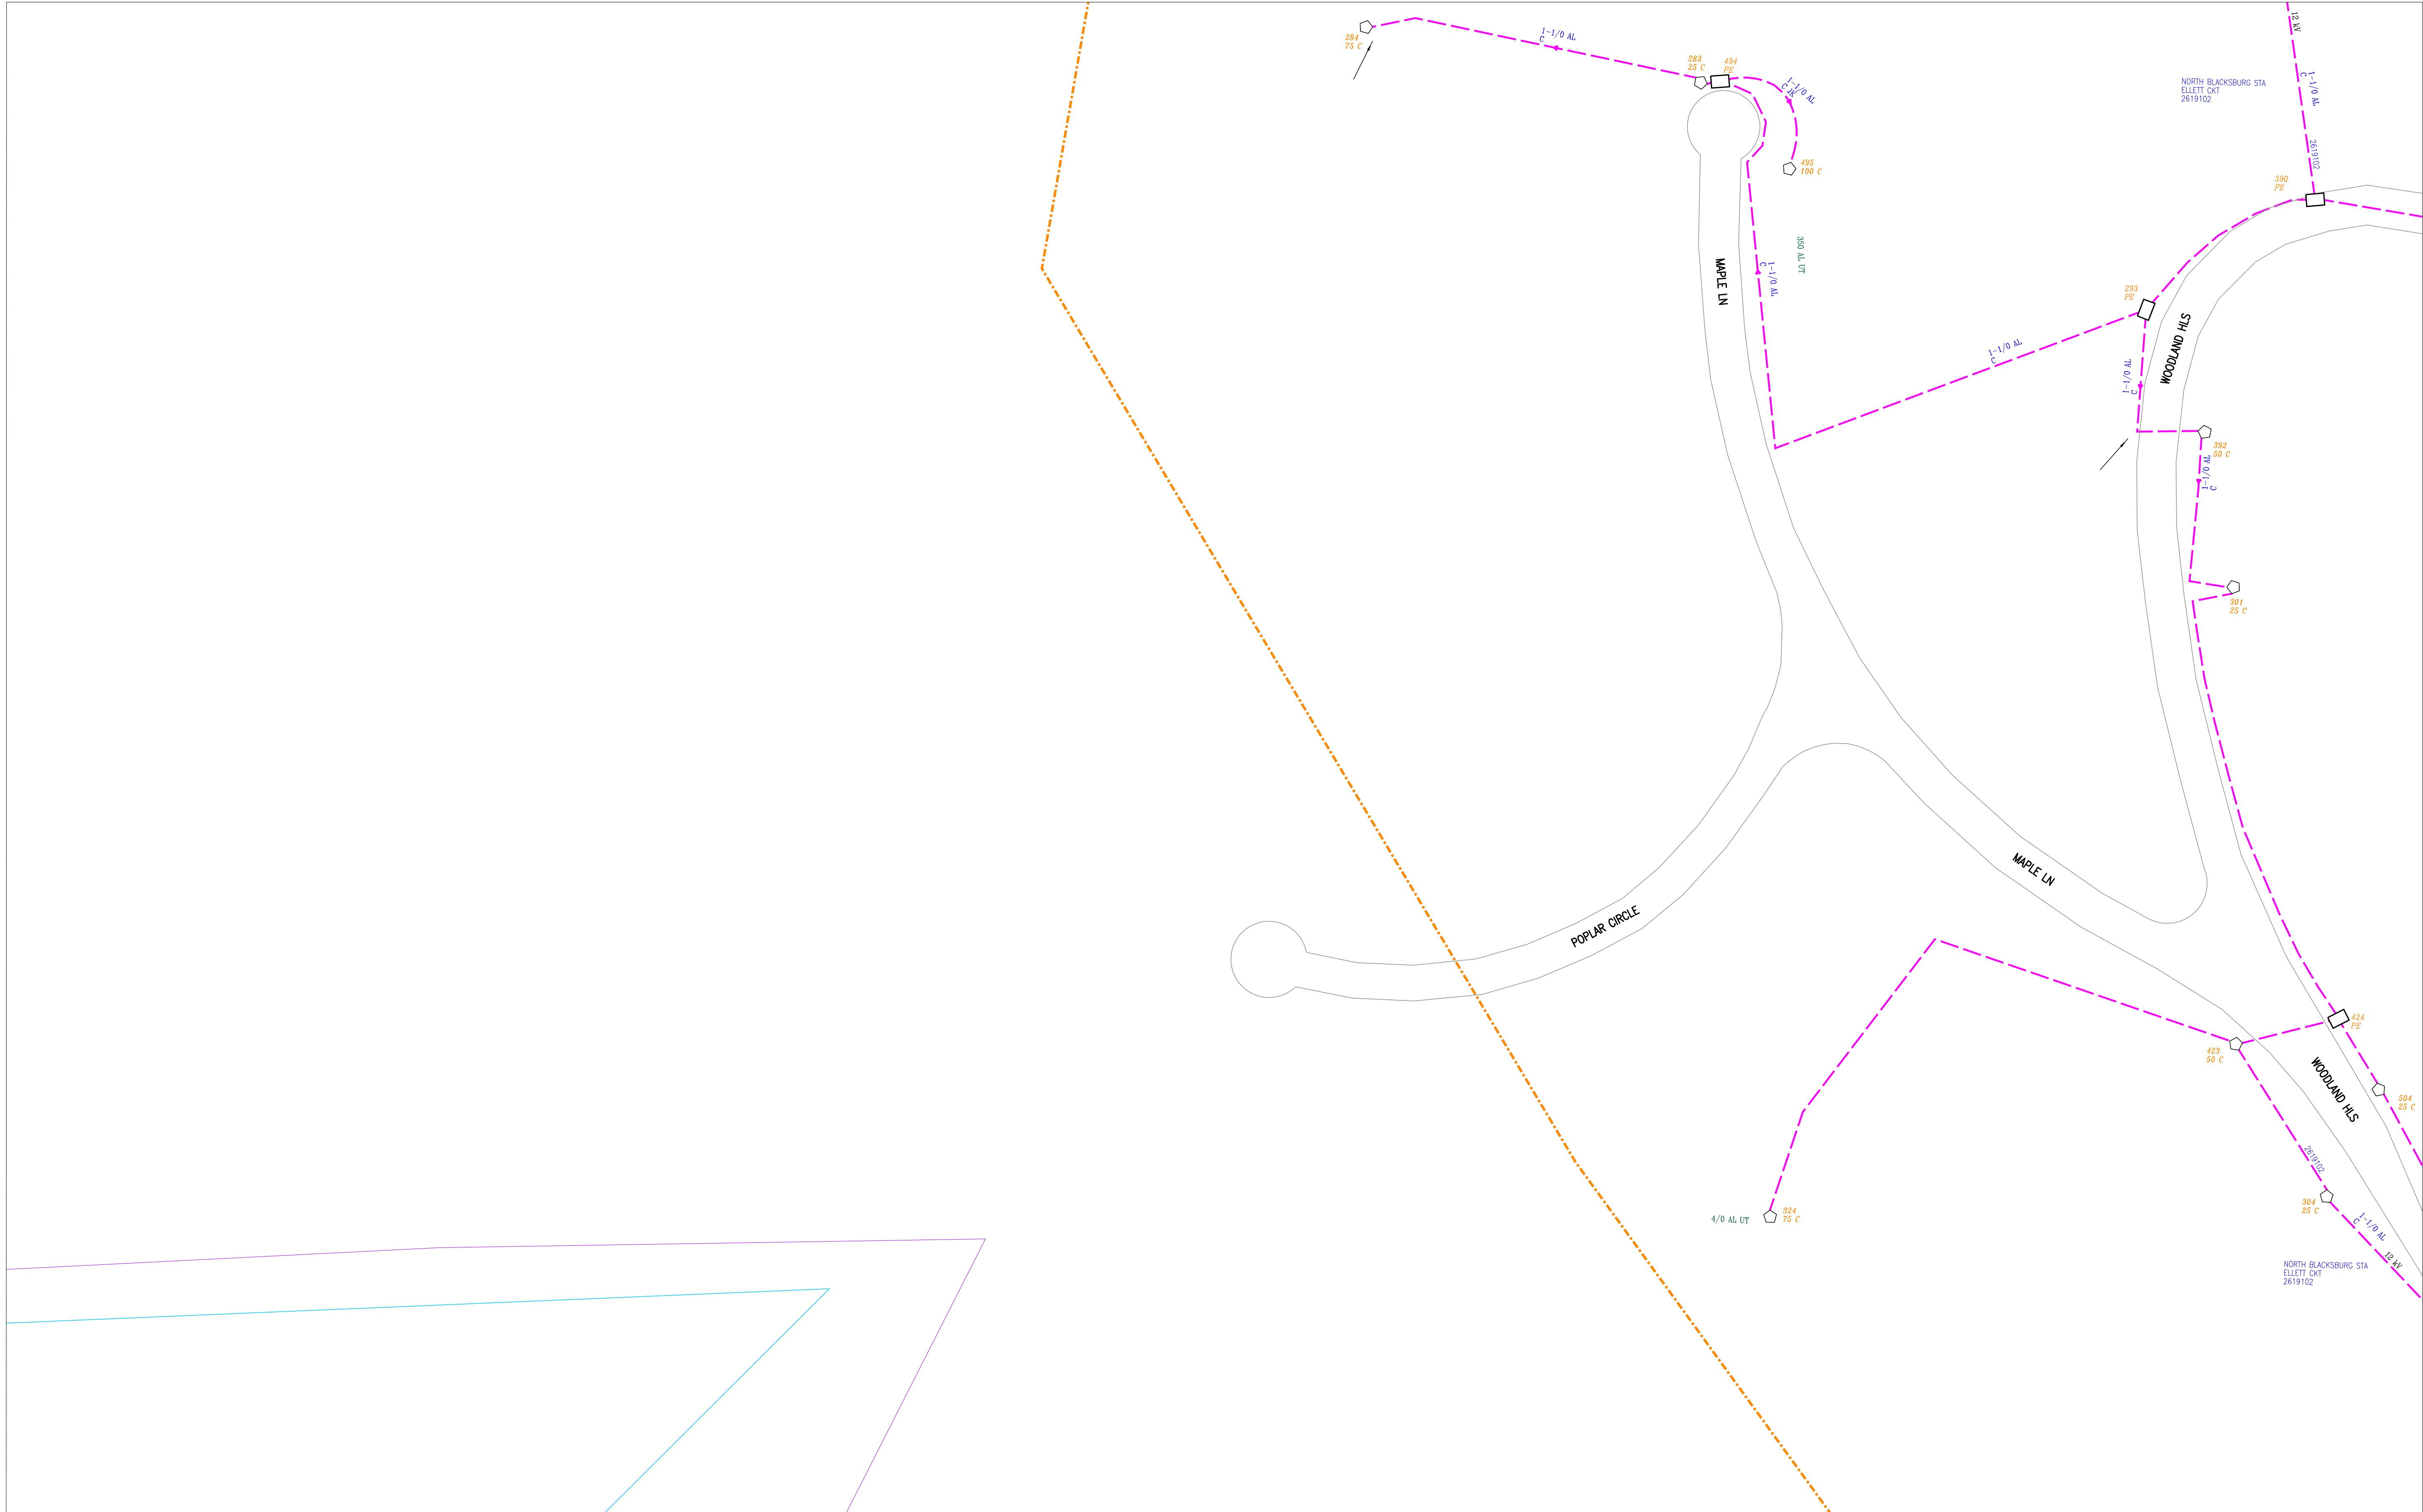 284
75 C
1-1/0 AL
C
283
25 C
494
PE
1-1/0 AL
C JK
495
100 C
12 kV
NORTH BLACKSBURG STA
ELLETT CKT
2619102
1-1/0 AL
C
2619102
390
PE
350 AL UT
MAPLE LN
1-1/0 AL
C
293
PE
WOODLAND HLS
1-1/0 AL
C
1-1/0 AL
C
392
50 C
1-1/0 AL
C
301
25 C
MAPLE LN
POPLAR CIRCLE
424
PE
423
50 C
WOODLAND HLS
504
25 C
2619102
304
25 C
324
75 C
4/0 AL UT
1-1/0 AL
C
12 kV
NORTH BLACKSBURG STA
ELLETT CKT
2619102